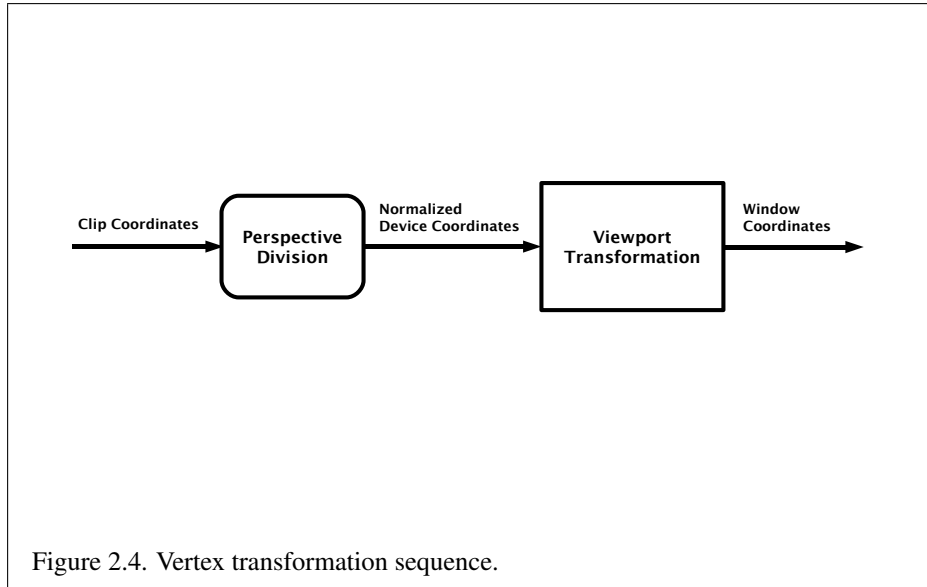 Clip Coordinates
Perspective
Division
Normalized
Device Coordinates
Viewport
Transformation
Window
Coordinates
Figure 2.4. Vertex transformation sequence.